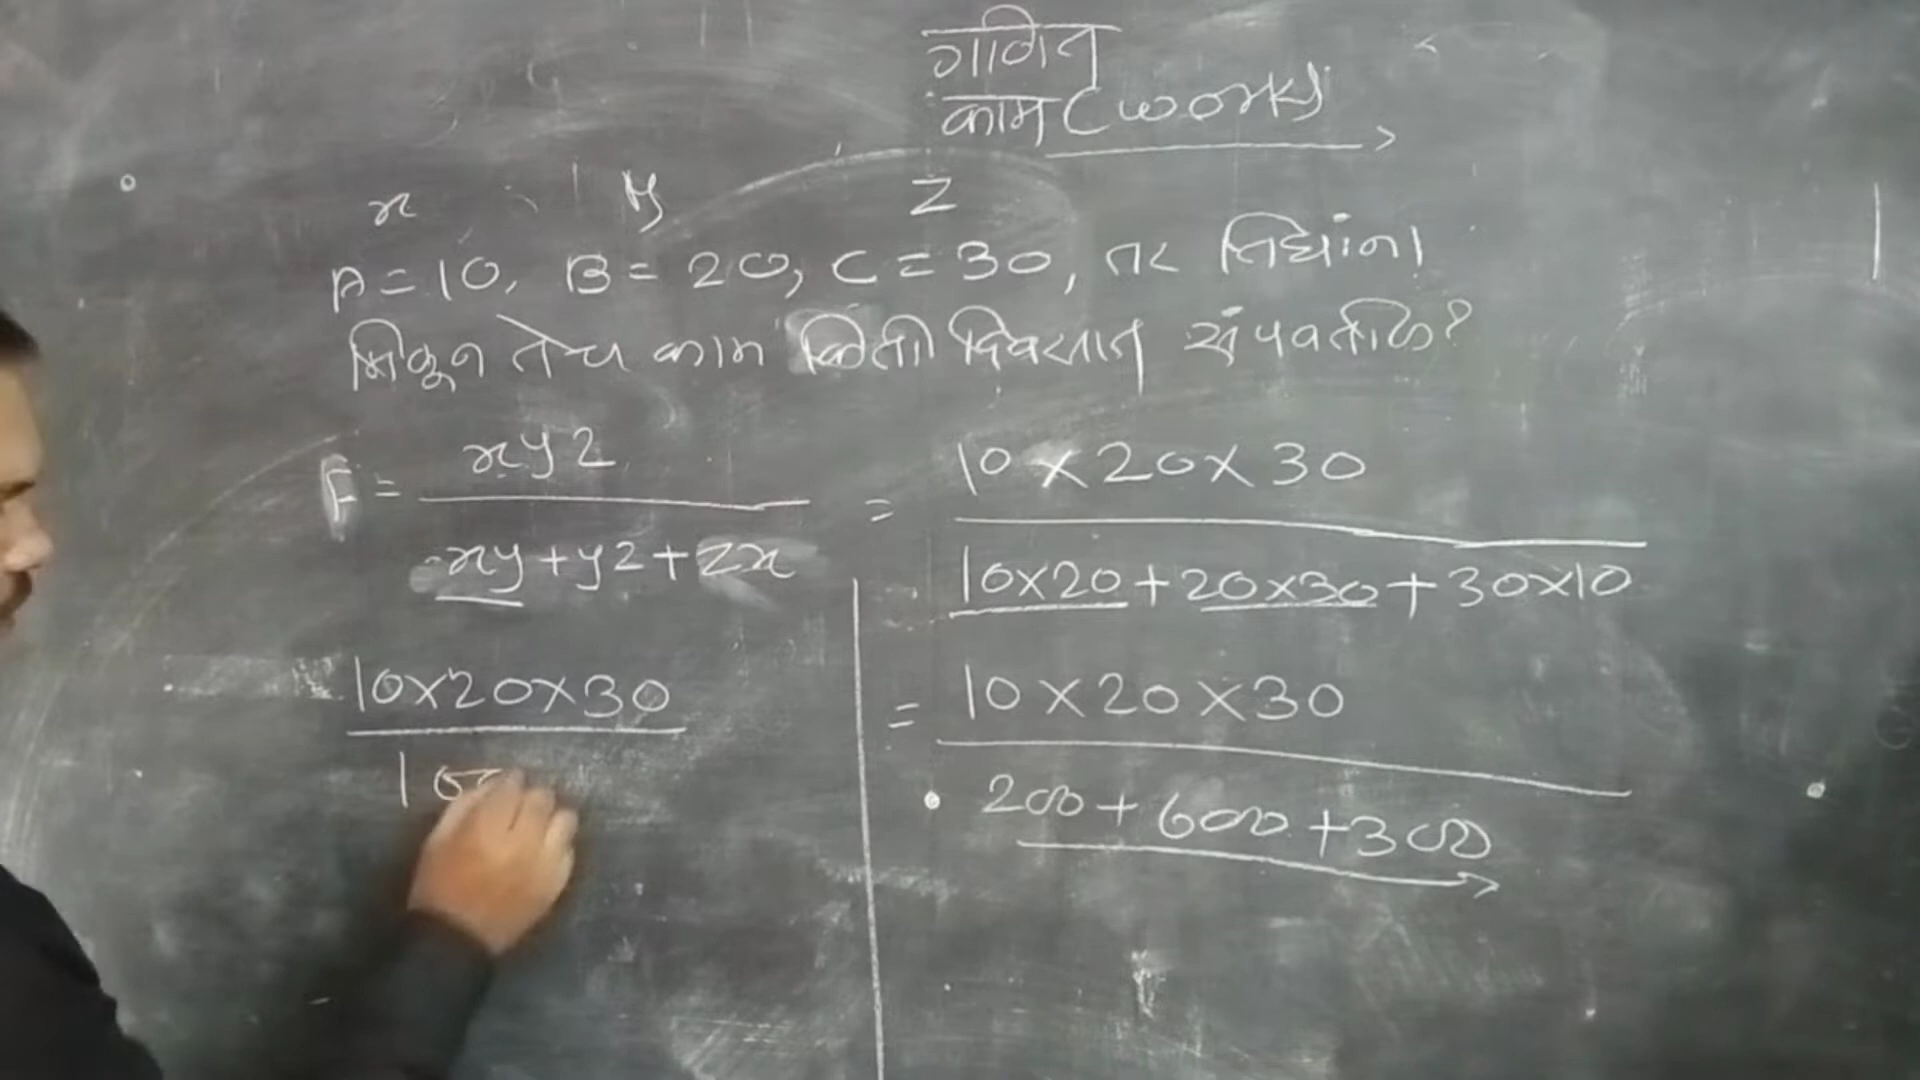 गणित
काम (work)
x y z
A = 10, B = 20, C = 30, तर तिघांना
मिळून तेच काम किती दिवसात संपवतील?
F = xyz / xy + yz + zx = 10 × 20 × 30 / 10×20 + 20×30 + 30×10
= 10 × 20 × 30 / 200 + 600 + 300
10×20×30 / 100